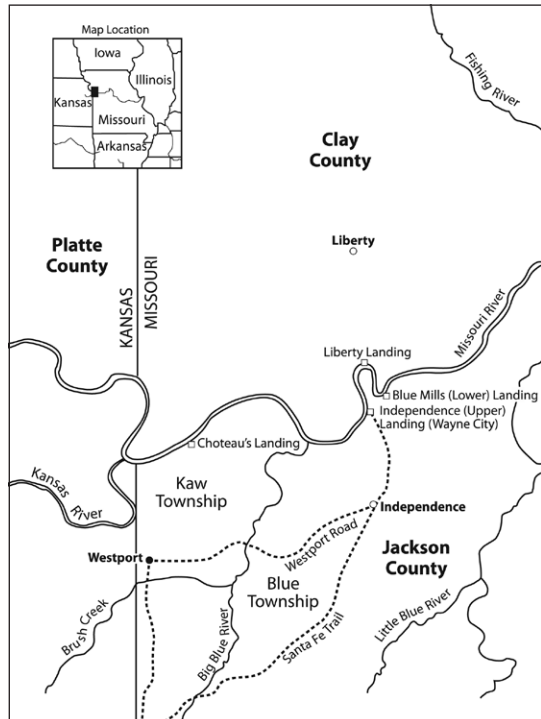 Map Location
Iowa
Illinois
Kansas
Missouri
Arkansas
Fishing River
Clay
County
Liberty
Platte
County
KANSAS
MISSOURI
Missouri River
Liberty Landing
Blue Mills (Lower) Landing
Independence (Upper)
Landing (Wayne City)
Choteau's Landing
Kansas
River
Kaw
Township
Independence
Westport
Westport Road
Jackson
County
Blue
Township
Brush Creek
Big Blue River
Santa Fe Trail
Little Blue River